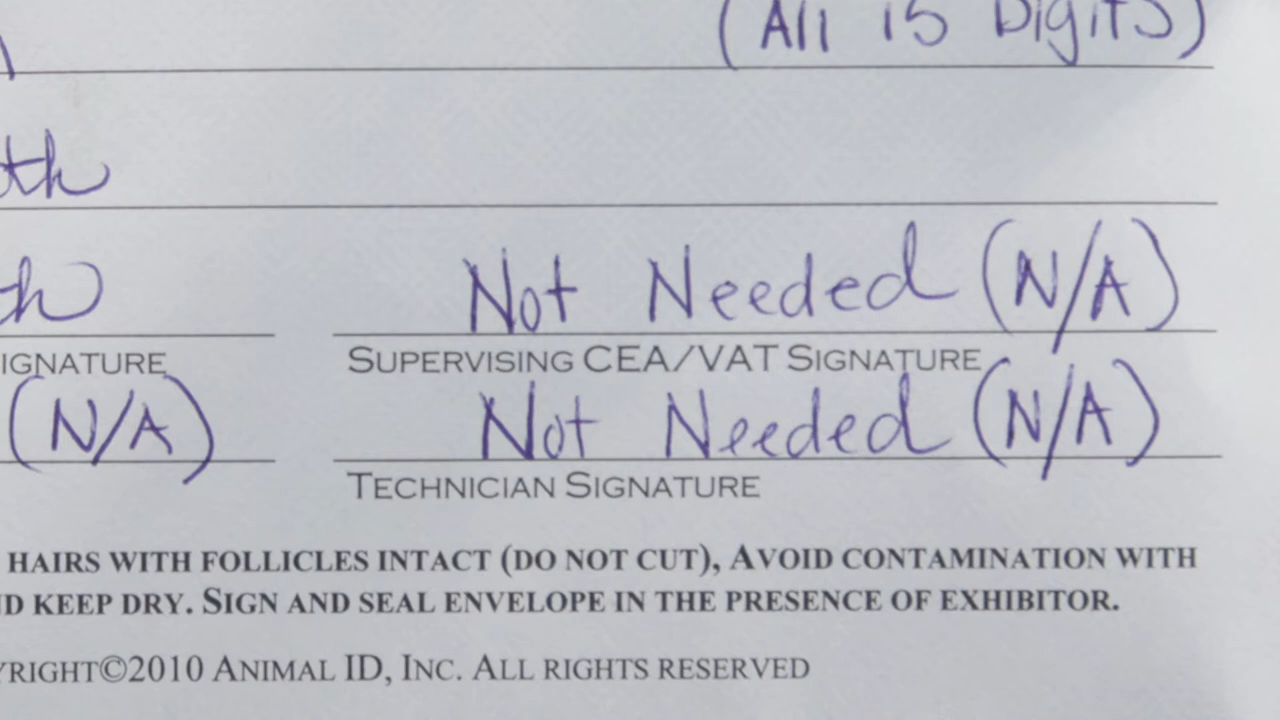 (All 15 Digits)
Not Needed (N/A)
IGNATURE SUPERVISING CEA/VAT SIGNATURE
(N/A) Not Needed (N/A)
TECHNICIAN SIGNATURE
HAIRS WITH FOLLICLES INTACT (DO NOT CUT), AVOID CONTAMINATION WITH
D KEEP DRY. SIGN AND SEAL ENVELOPE IN THE PRESENCE OF EXHIBITOR.
YRIGHT©2010 ANIMAL ID, INC. ALL RIGHTS RESERVED